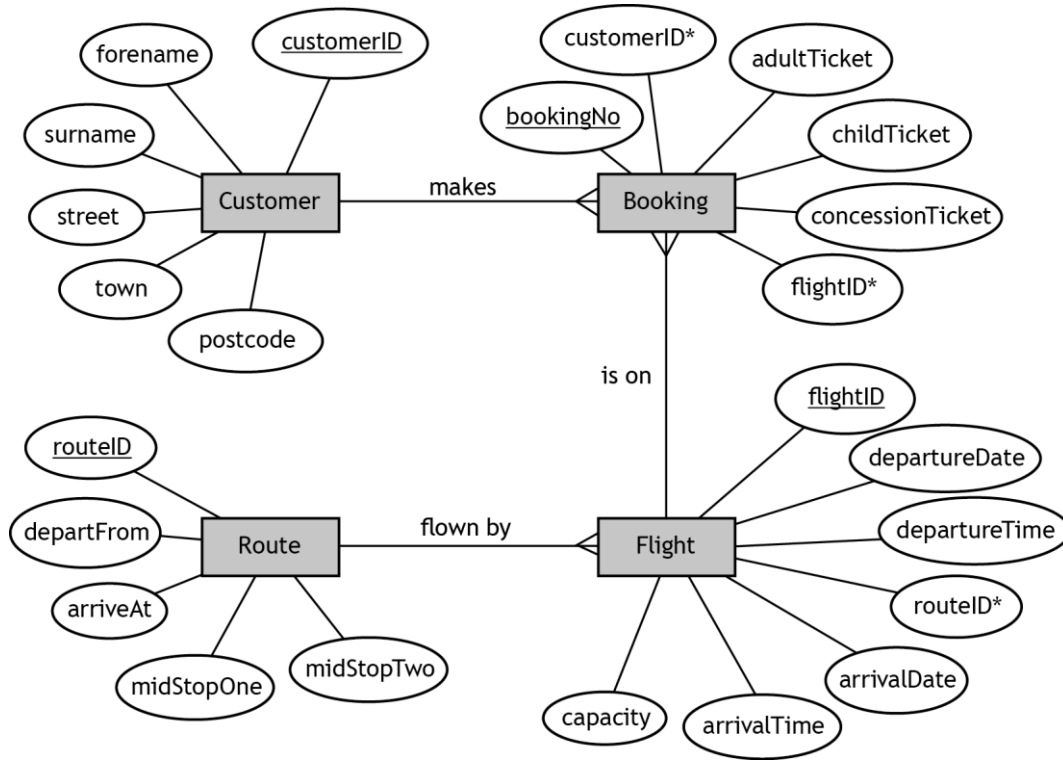 forename
customerID
surname
street
town
postcode
Customer
makes
customerID*
adultTicket
bookingNo
childTicket
Booking
concessionTicket
flightID*
is on
routeID
departFrom
Route
arriveAt
midStopOne
midStopTwo
flown by
flightID
departureDate
departureTime
Flight
routeID*
arrivalDate
capacity
arrivalTime